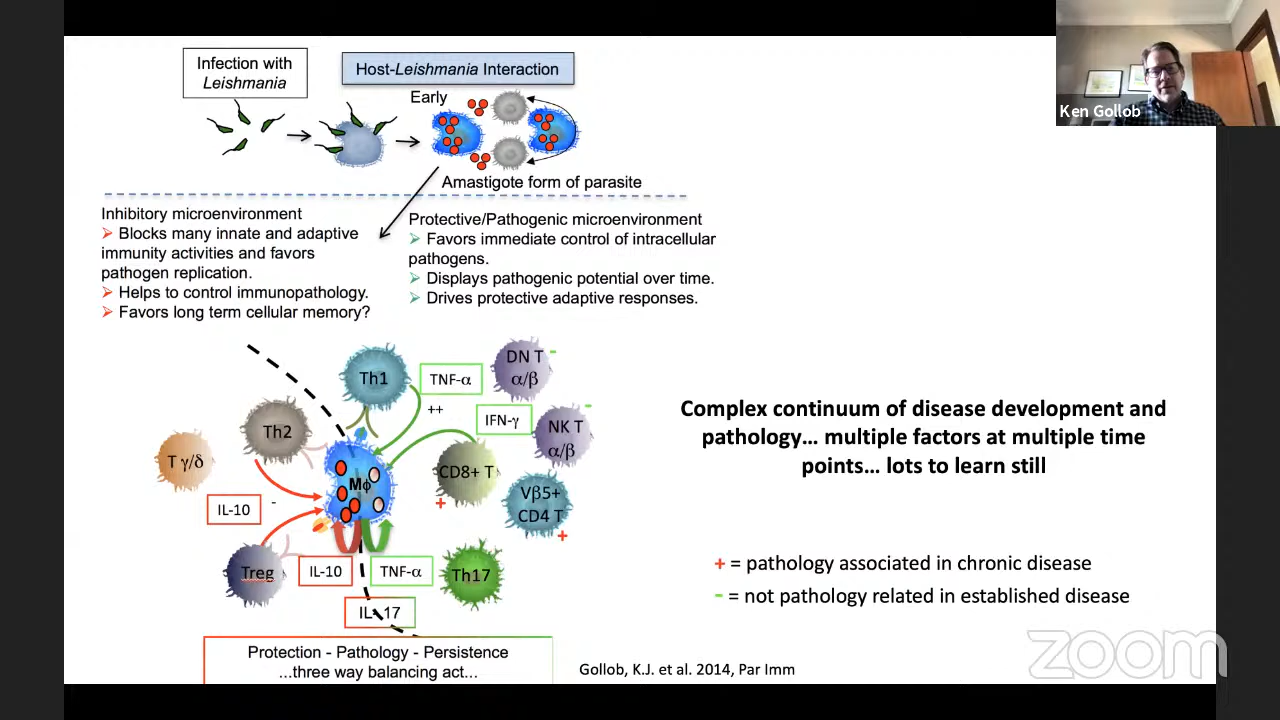 Infection with
Leishmania
Host-Leishmania Interaction
Early
Amastigote form of parasite
Ken Gollob
Inhibitory microenvironment
➢ Blocks many innate and adaptive
immunity activities and favors
pathogen replication.
➢ Helps to control immunopathology.
➢ Favors long term cellular memory?
Protective/Pathogenic microenvironment
➢ Favors immediate control of intracellular
pathogens.
➢ Displays pathogenic potential over time.
➢ Drives protective adaptive responses.
Th1
TNF-α
++
DN T
α/β
-
IFN-γ
NK T
α/β
-
Th2
T γ/δ
Mϕ
CD8+ T
+
Vβ5+
CD4 T
+
IL-10
-
Treg
IL-10
TNF-α
Th17
IL-17
Protection - Pathology - Persistence
...three way balancing act...
Complex continuum of disease development and
pathology... multiple factors at multiple time
points... lots to learn still
+ = pathology associated in chronic disease
- = not pathology related in established disease
Gollob, K.J. et al. 2014, Par Imm
zoom